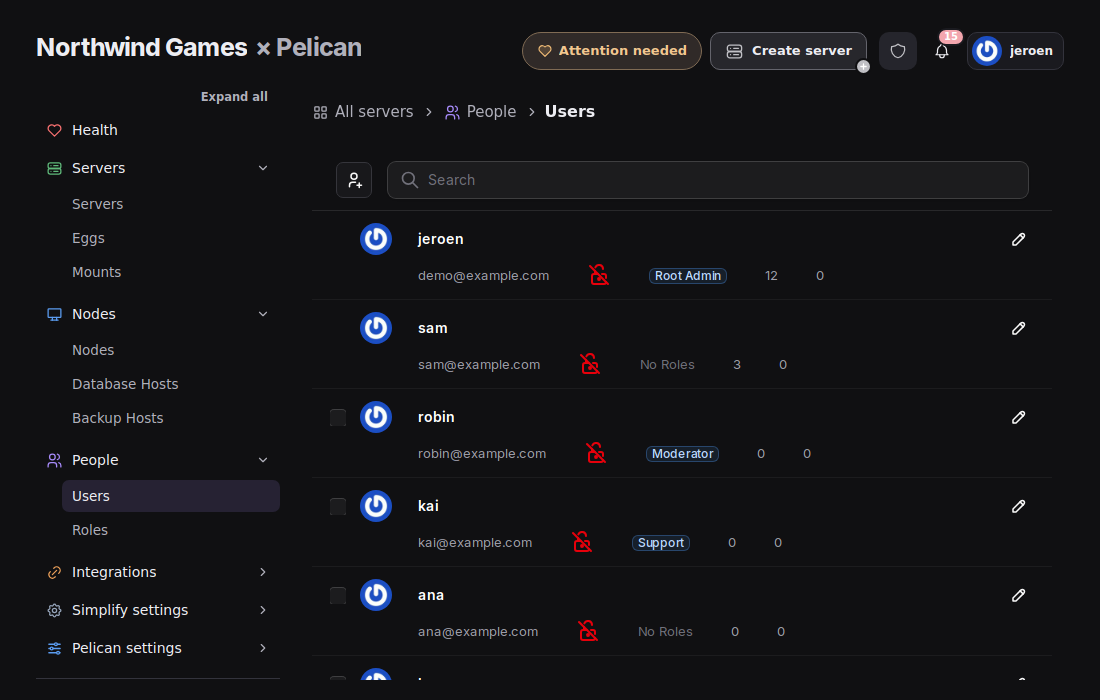 Northwind Games × Pelican
Attention needed
Create server
15
jeroen
Expand all
Health
Servers
Servers
Eggs
Mounts
Nodes
Nodes
Database Hosts
Backup Hosts
People
Users
Roles
Integrations
Simplify settings
Pelican settings
All servers > People > Users
Search
jeroen
demo@example.com Root Admin 12 0
sam
sam@example.com No Roles 3 0
robin
robin@example.com Moderator 0 0
kai
kai@example.com Support 0 0
ana
ana@example.com No Roles 0 0